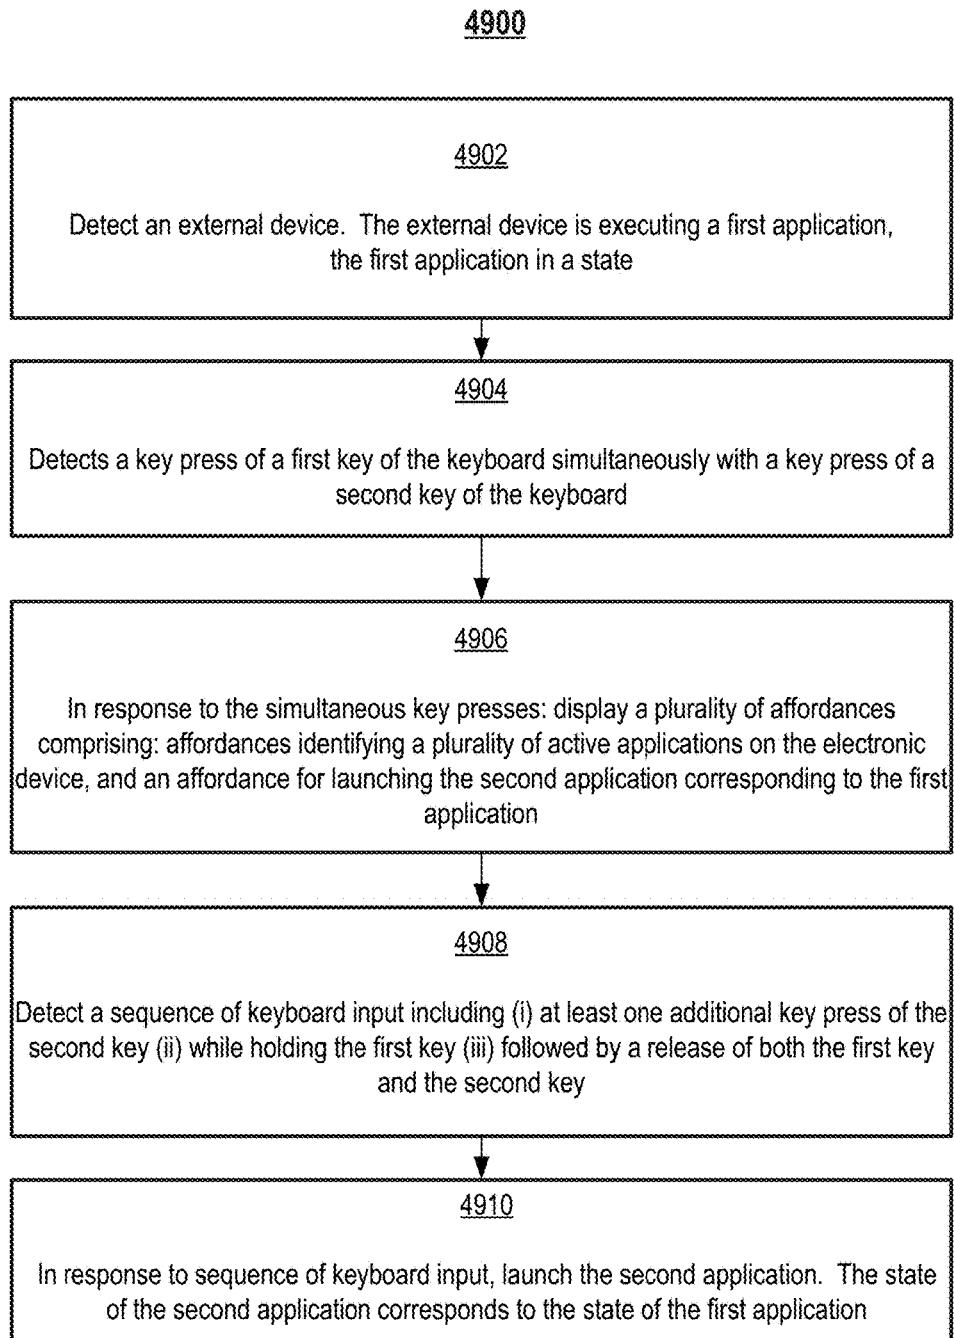 4900
4902
Detect an external device. The external device is executing a first application,
the first application in a state
4904
Detects a key press of a first key of the keyboard simultaneously with a key press of a
second key of the keyboard
4906
In response to the simultaneous key presses: display a plurality of affordances
comprising: affordances identifying a plurality of active applications on the electronic
device, and an affordance for launching the second application corresponding to the first
application
4908
Detect a sequence of keyboard input including (i) at least one additional key press of the
second key (ii) while holding the first key (iii) followed by a release of both the first key
and the second key
4910
In response to sequence of keyboard input, launch the second application. The state
of the second application corresponds to the state of the first application